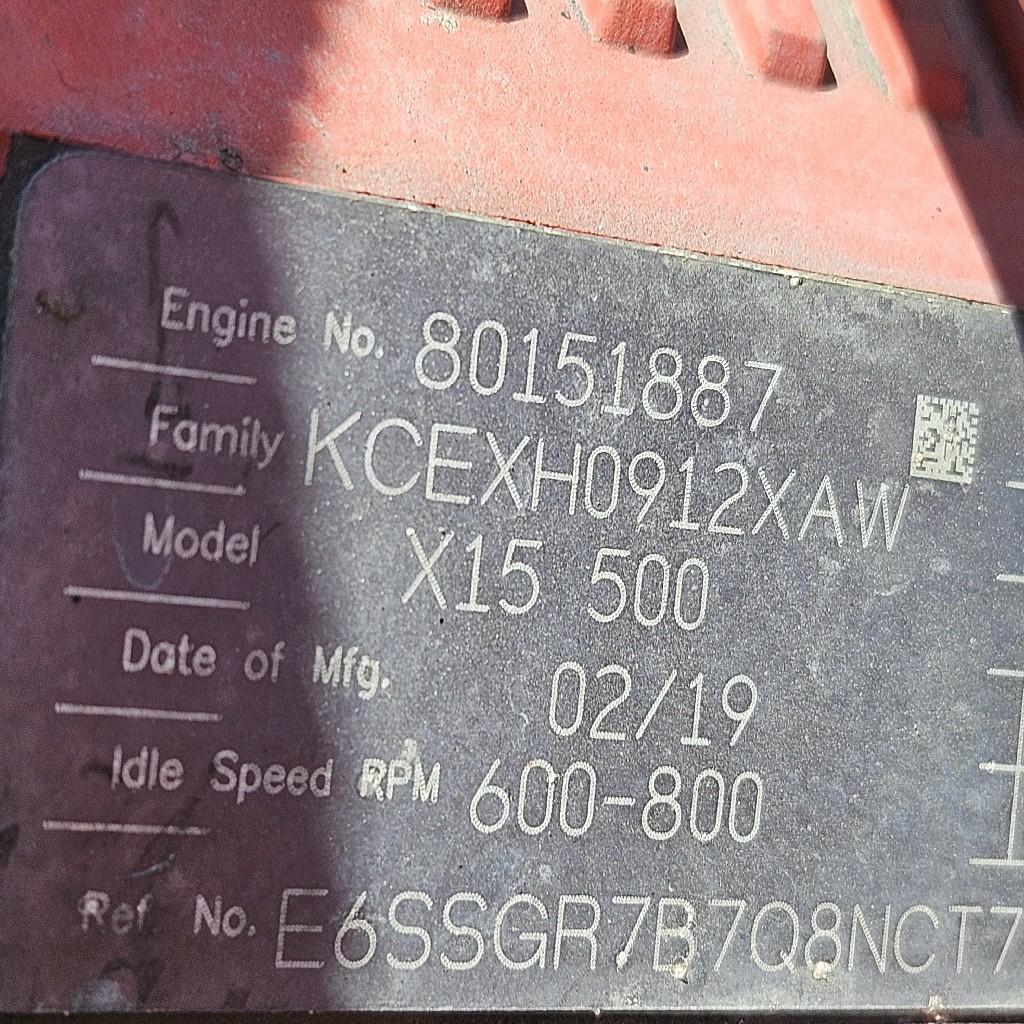 Engine No. 80151887
Family KCEXH0912XAW
Model X15 500
Date of Mfg. 02/19
Idle Speed RPM 600-800
Ref. No. E6SSGR7B7Q8NCT7